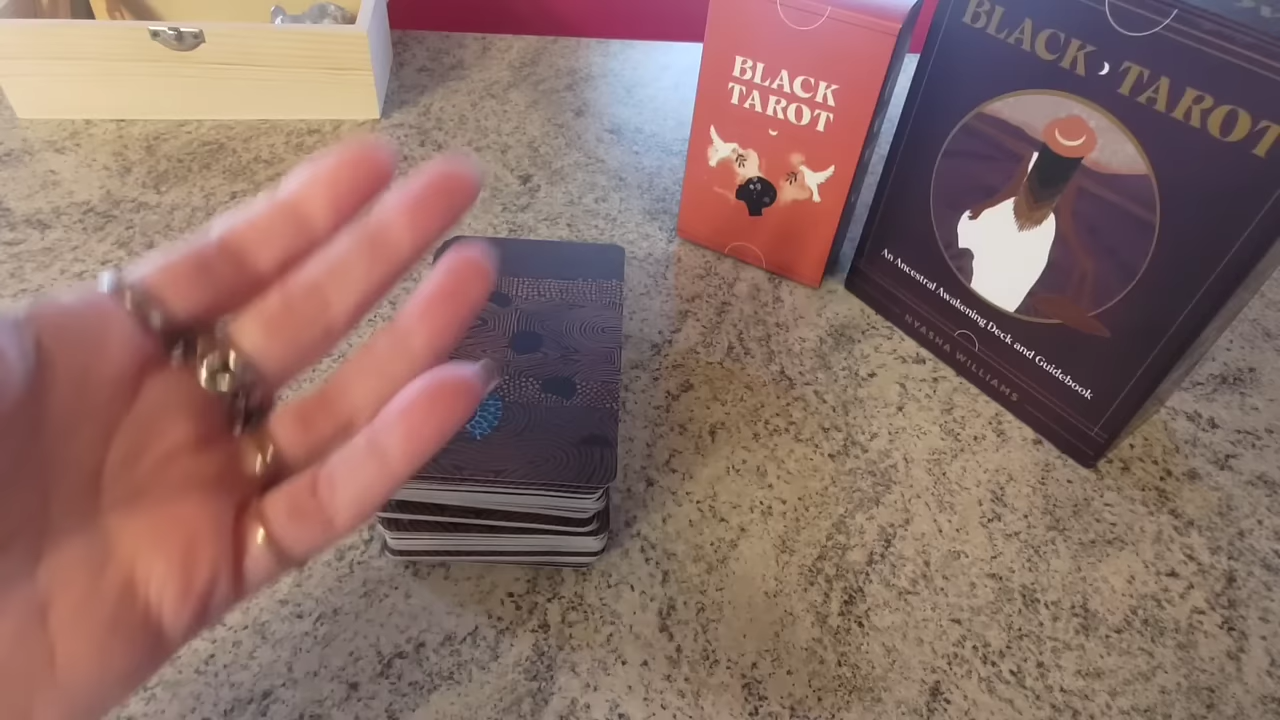 BLACK
TAROT
BLACK TAROT
An Ancestral Awakening Deck and Guidebook
NYASHA WILLIAMS